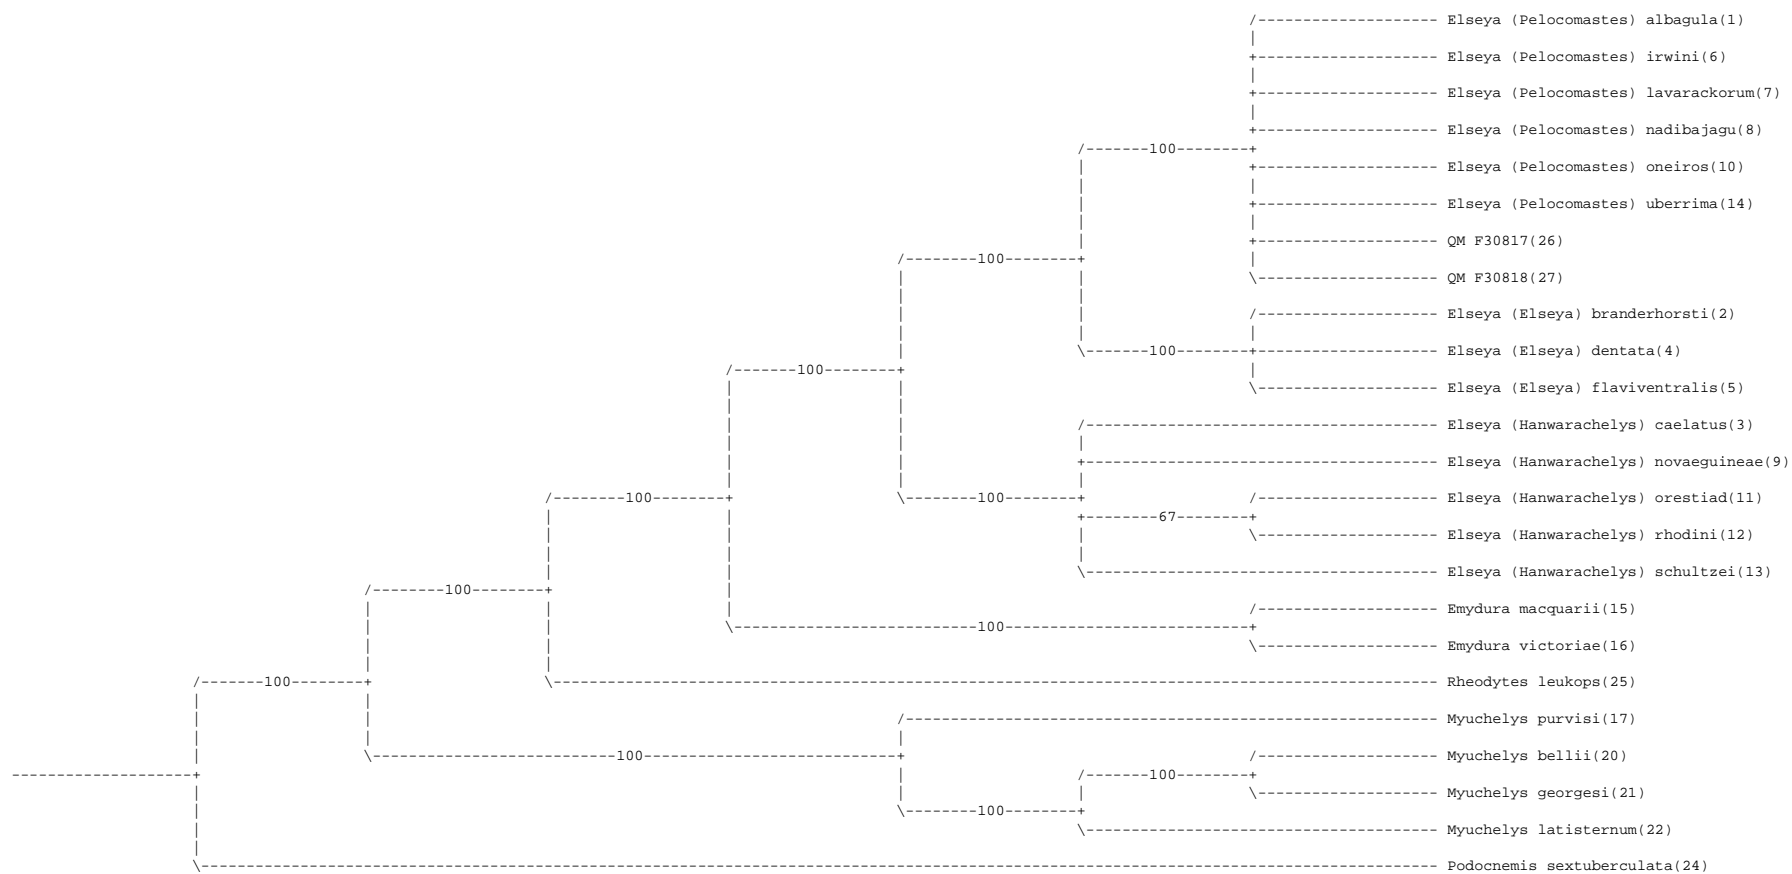 Elseya (Pelocomastes) albagula(1)
Elseya (Pelocomastes) irwini(6)
Elseya (Pelocomastes) lavarackorum(7)
Elseya (Pelocomastes) nadibajagu(8)
100
Elseya (Pelocomastes) oneiros(10)
Elseya (Pelocomastes) uberrima(14)
QM F30817(26)
100
QM F30818(27)
Elseya (Elseya) branderhorsti(2)
100
Elseya (Elseya) dentata(4)
100
Elseya (Elseya) flaviventralis(5)
Elseya (Hanwarachelys) caelatus(3)
Elseya (Hanwarachelys) novaeguineae(9)
100
100
Elseya (Hanwarachelys) orestiad(11)
67
Elseya (Hanwarachelys) rhodini(12)
Elseya (Hanwarachelys) schultzei(13)
100
Emydura macquarii(15)
100
Emydura victoriae(16)
100
Rheodytes leukops(25)
Myuchelys purvisi(17)
100
Myuchelys bellii(20)
100
Myuchelys georgesi(21)
100
Myuchelys latisternum(22)
Podocnemis sextuberculata(24)